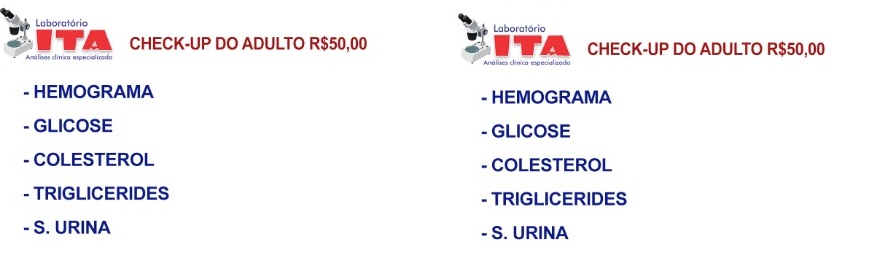 Laboratório
ITA
Análises clínica especializada
CHECK-UP DO ADULTO R$50,00
- HEMOGRAMA
- GLICOSE
- COLESTEROL
- TRIGLICERIDES
- S. URINA
Laboratório
ITA
Análises clínica especializada
CHECK-UP DO ADULTO R$50,00
- HEMOGRAMA
- GLICOSE
- COLESTEROL
- TRIGLICERIDES
- S. URINA